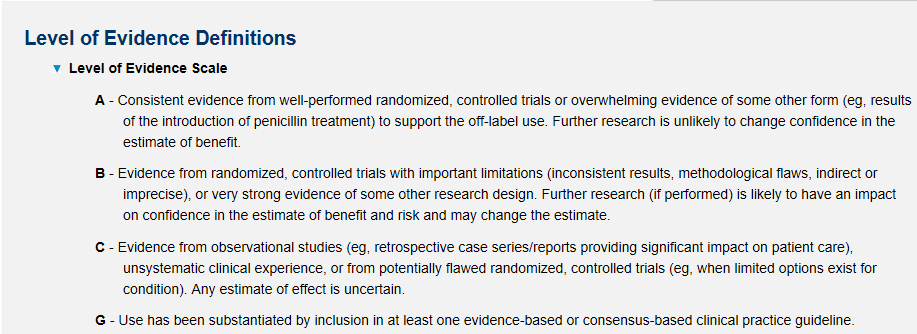 Level of Evidence Definitions
▼ Level of Evidence Scale
A - Consistent evidence from well-performed randomized, controlled trials or overwhelming evidence of some other form (eg, results
of the introduction of penicillin treatment) to support the off-label use. Further research is unlikely to change confidence in the
estimate of benefit.
B - Evidence from randomized, controlled trials with important limitations (inconsistent results, methodological flaws, indirect or
imprecise), or very strong evidence of some other research design. Further research (if performed) is likely to have an impact
on confidence in the estimate of benefit and risk and may change the estimate.
C - Evidence from observational studies (eg, retrospective case series/reports providing significant impact on patient care),
unsystematic clinical experience, or from potentially flawed randomized, controlled trials (eg, when limited options exist for
condition). Any estimate of effect is uncertain.
G - Use has been substantiated by inclusion in at least one evidence-based or consensus-based clinical practice guideline.